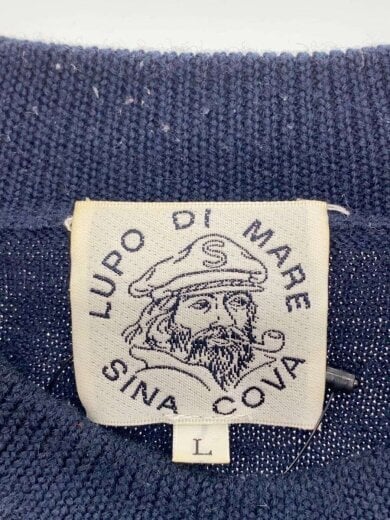 LUPO DI MARE
S
SINA COVA
L